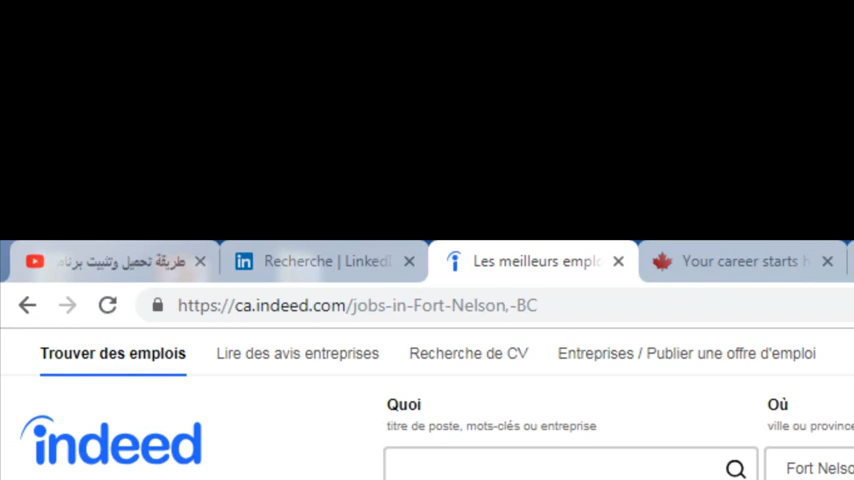 طريقة تحميل وتثبيت
Recherche | Linked
Les meilleurs emplo
Your career starts
https://ca.indeed.com/jobs-in-Fort-Nelson,-BC
Trouver des emplois Lire des avis entreprises Recherche de CV Entreprises / Publier une offre d'emploi
Quoi Où
titre de poste, mots-clés ou entreprise ville ou province
indeed
Fort Nelso